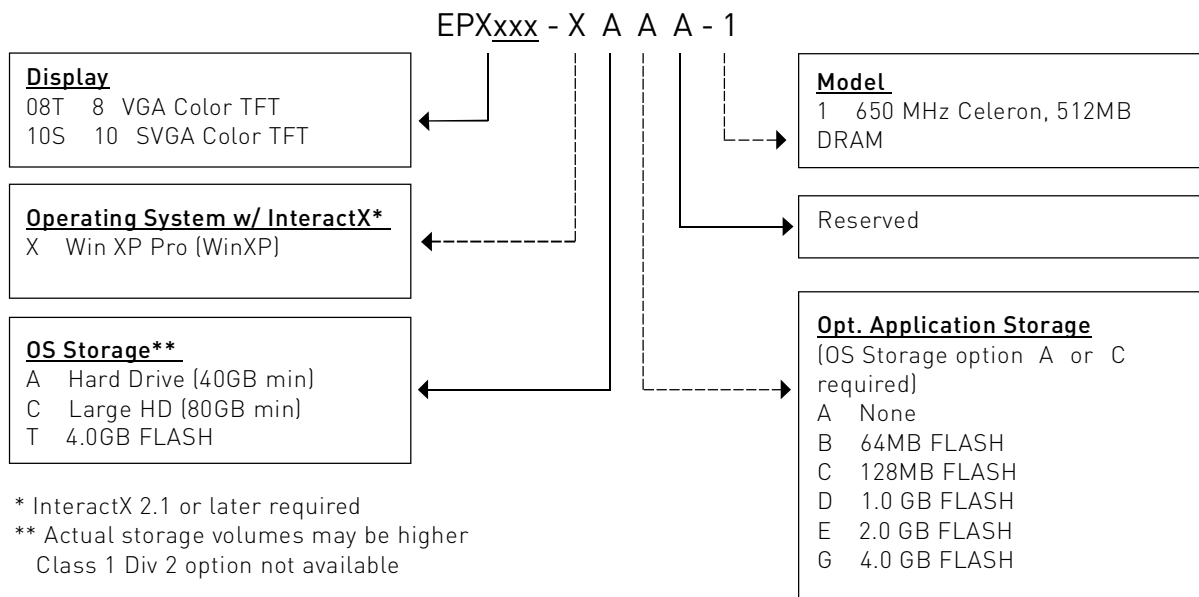 EPXxxx - X A A A - 1
Display
08T 8 VGA Color TFT
10S 10 SVGA Color TFT
Operating System w/ InteractX*
X Win XP Pro (WinXP)
OS Storage**
A Hard Drive (40GB min)
C Large HD (80GB min)
T 4.0GB FLASH
* InteractX 2.1 or later required
** Actual storage volumes may be higher
Class 1 Div 2 option not available
Model
1 650 MHz Celeron, 512MB
DRAM
Reserved
Opt. Application Storage
(OS Storage option A or C
required)
A None
B 64MB FLASH
C 128MB FLASH
D 1.0 GB FLASH
E 2.0 GB FLASH
G 4.0 GB FLASH